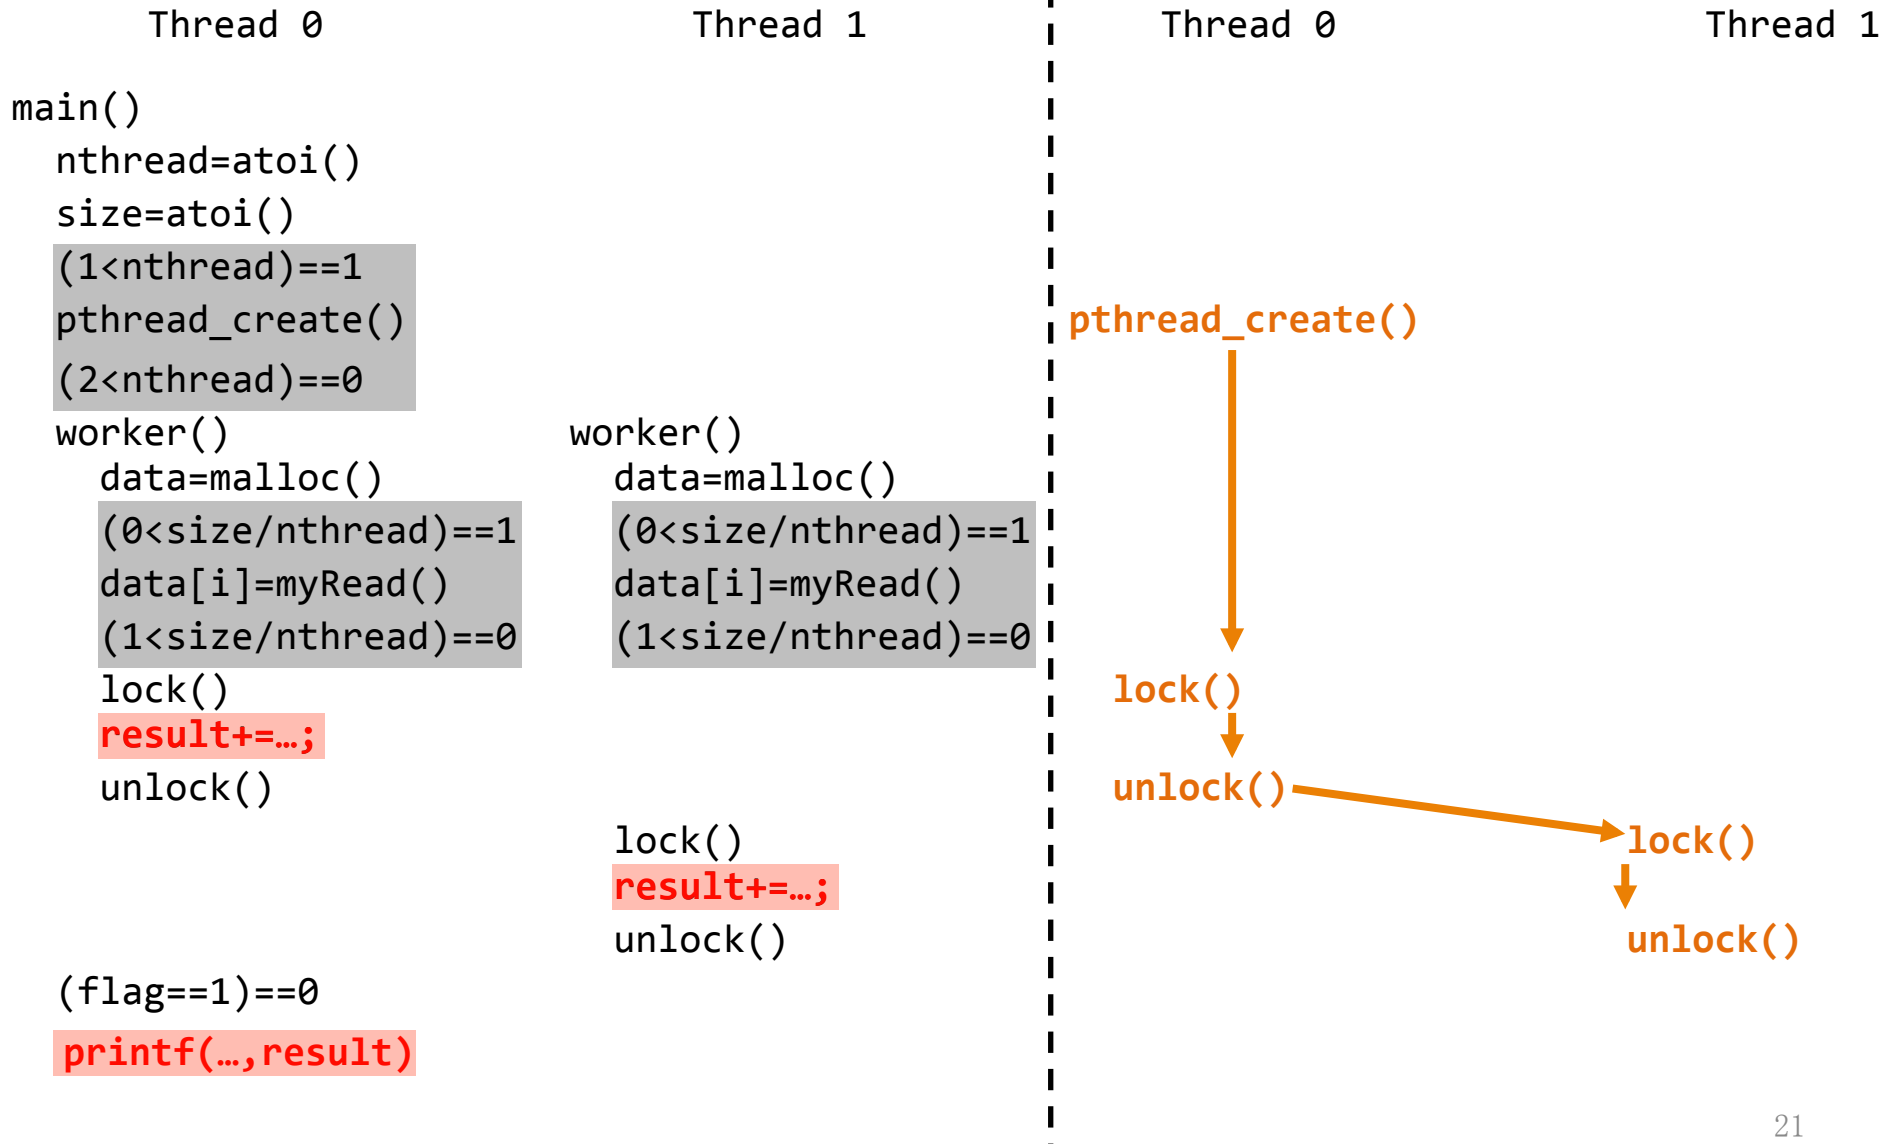 Thread 0
Thread 1
main()
nthread=atoi()
size=atoi()
(1<nthread)==1
pthread_create()
(2<nthread)==0
worker()
data=malloc()
(0<size/nthread)==1
data[i]=myRead()
(1<size/nthread)==0
lock()
result+=…;
unlock()
worker()
data=malloc()
(0<size/nthread)==1
data[i]=myRead()
(1<size/nthread)==0
lock()
result+=…;
unlock()
(flag==1)==0
printf(…,result)
Thread 0
Thread 1
pthread_create()
lock()
unlock()
lock()
unlock()
21